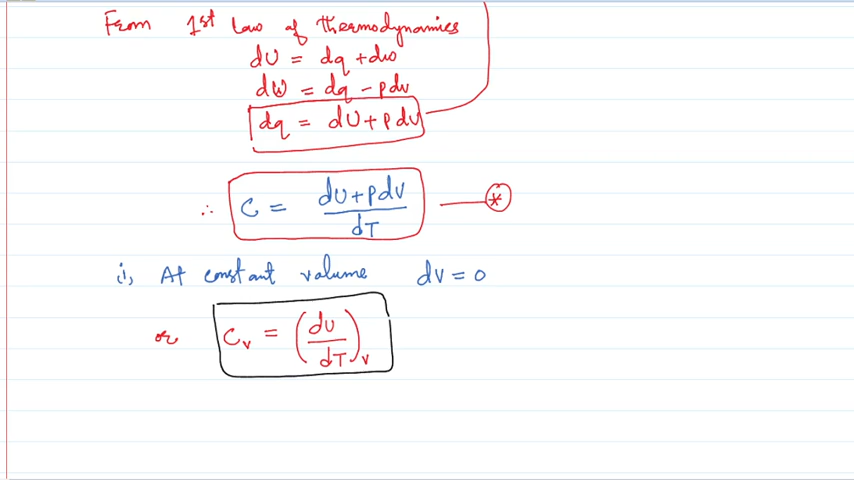 From 1st Law of thermodynamics
dU = dq + dw
dW = dq - pdv
dq = dU + pdv
∴ C = (dU + pdv)/dT —— *
i, At constant volume dv = 0
or Cv = (dU/dT)v